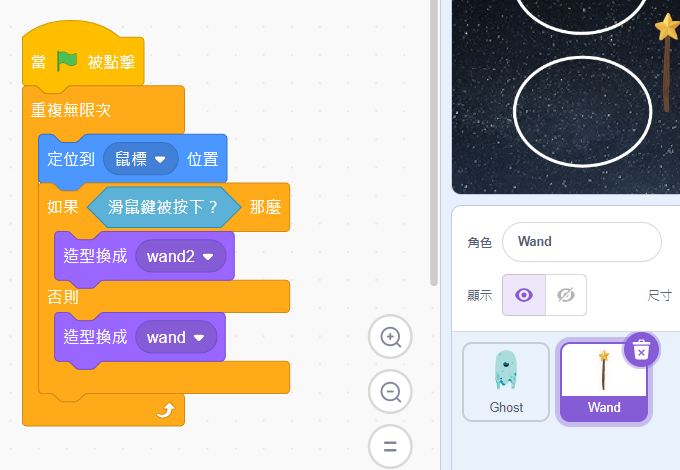 當 被點擊
重複無限次
定位到 鼠標 位置
如果 滑鼠鍵被按下？ 那麼
造型換成 wand2
否則
造型換成 wand
角色 Wand
顯示 尺寸
Ghost
Wand